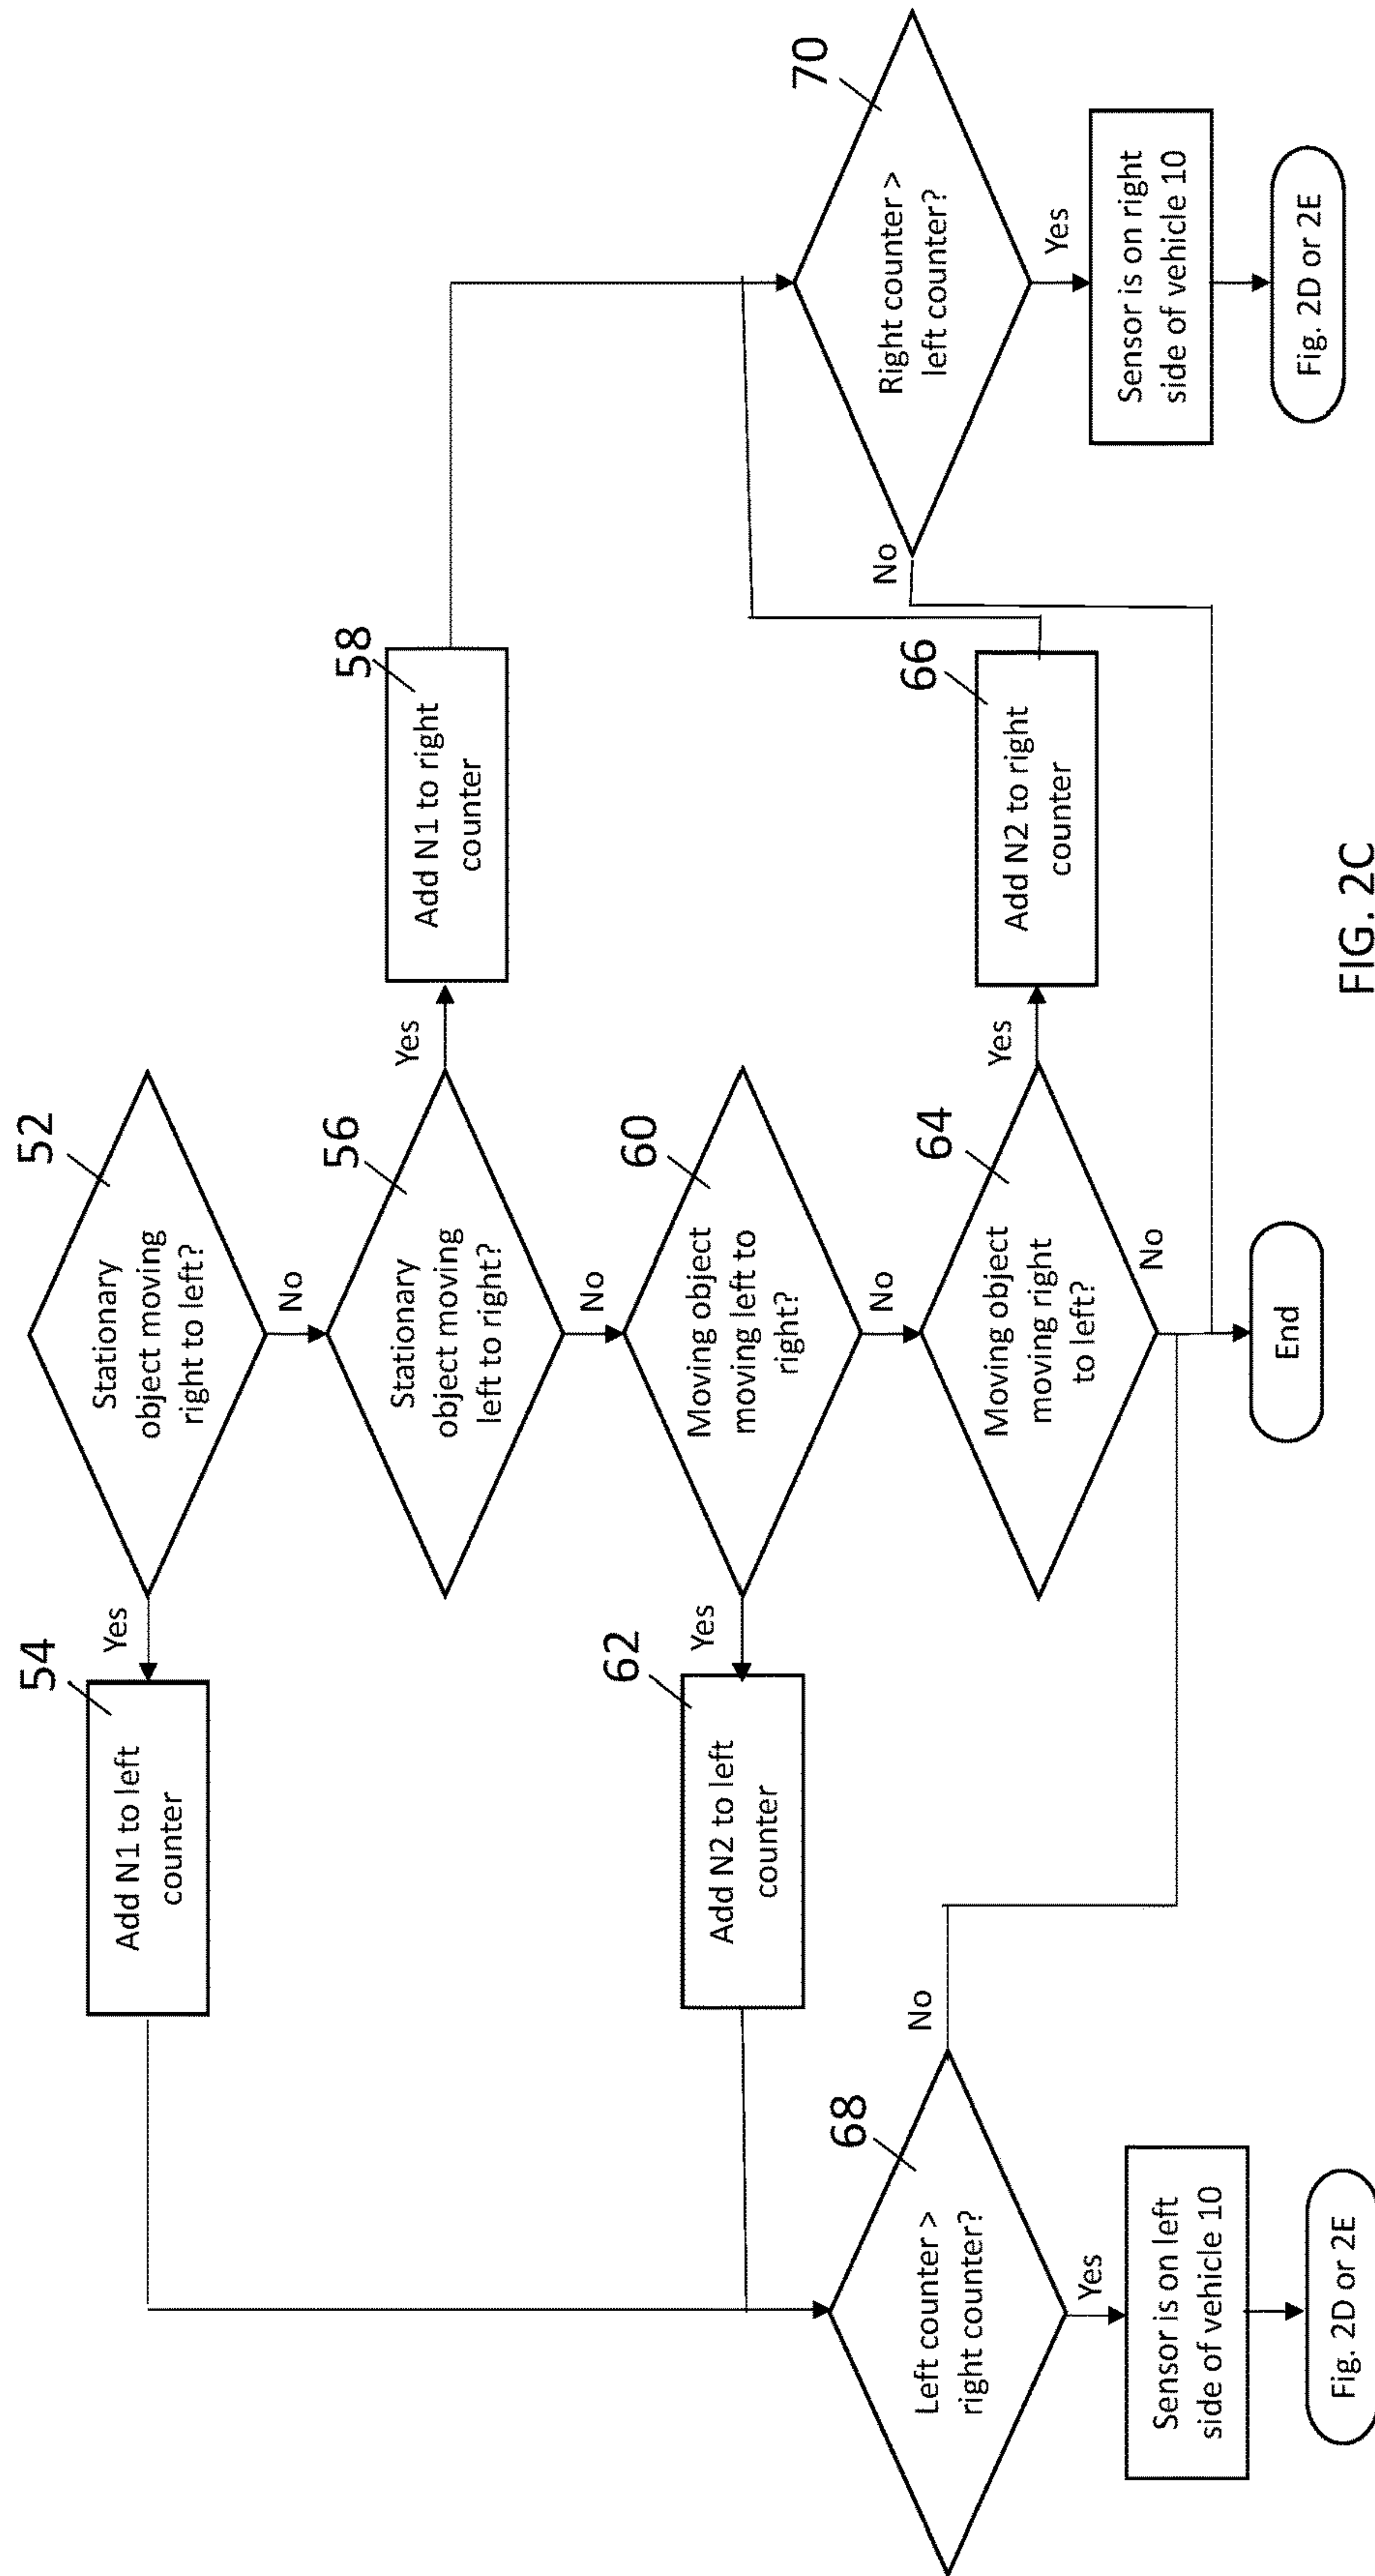 52
Stationary
object moving
right to left?
Yes
No
54
Add N1 to left
counter
56
Stationary
object moving
left to right?
Yes
No
58
Add N1 to right
counter
60
Moving object
moving left to
right?
Yes
No
62
Add N2 to left
counter
64
Moving object
moving right
to left?
Yes
No
66
Add N2 to right
counter
68
Left counter >
right counter?
No
Yes
Sensor is on left
side of vehicle 10
Fig. 2D or 2E
70
Right counter >
left counter?
No
Yes
Sensor is on right
side of vehicle 10
Fig. 2D or 2E
End
FIG. 2C